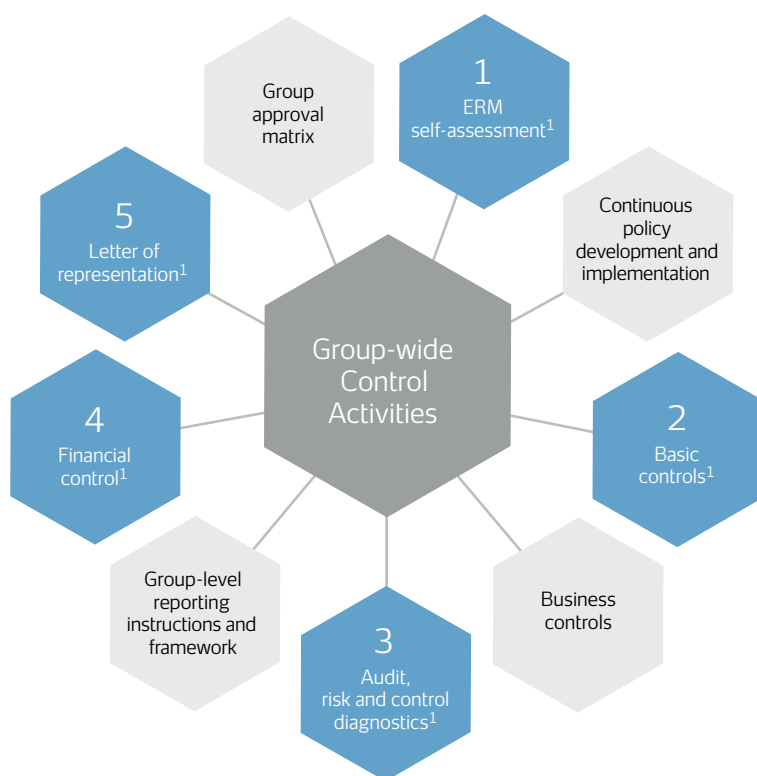 Group
approval
matrix
1
ERM
self-assessment¹
5
Letter of
representation¹
Continuous
policy
development and
implementation
Group-wide
Control
Activities
4
Financial
control¹
2
Basic
controls¹
Group-level
reporting
instructions and
framework
Business
controls
3
Audit,
risk and control
diagnostics¹